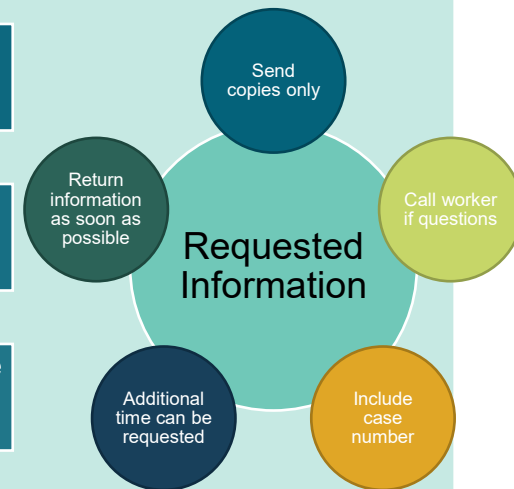 Send
copies only
Return
information
as soon as
possible
Call worker
if questions
Requested
Information
Additional
time can be
requested
Include
case
number